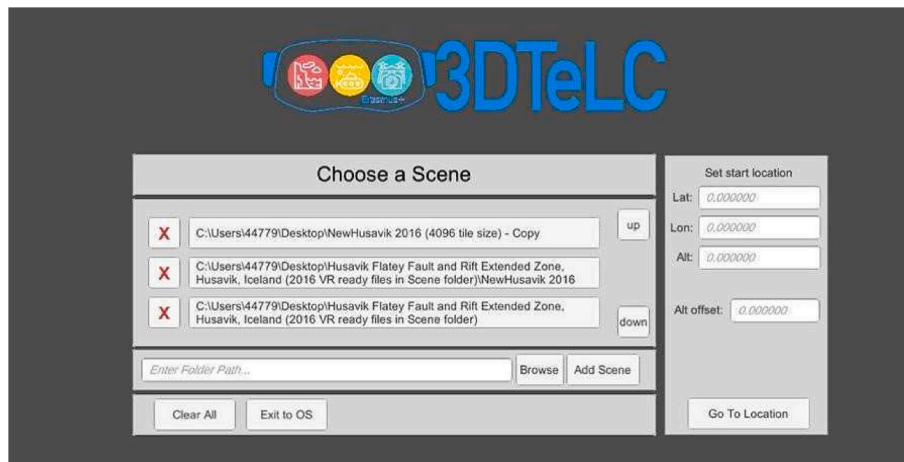 Erasmus+
3DTeLC
Choose a Scene
X
C:\Users\44779\Desktop\NewHusavik 2016 (4096 tile size) - Copy
up
X
C:\Users\44779\Desktop\Husavik Flatey Fault and Rift Extended Zone,
Husavik, Iceland (2016 VR ready files in Scene folder)\NewHusavik 2016
X
C:\Users\44779\Desktop\Husavik Flatey Fault and Rift Extended Zone,
Husavik, Iceland (2016 VR ready files in Scene folder)
down
Enter Folder Path...
Browse
Add Scene
Clear All
Exit to OS
Set start location
Lat: 0.000000
Lon: 0.000000
Alt: 0.000000
Alt offset: 0.000000
Go To Location